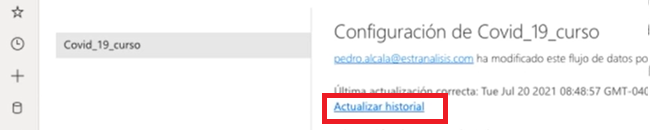 Configuración de Covid_19_curso
Covid_19_curso
pedro.alcala@estranalisis.com ha modificado este flujo de datos po
Última actualización correcta: Tue Jul 20 2021 08:48:57 GMT-040
Actualizar historial